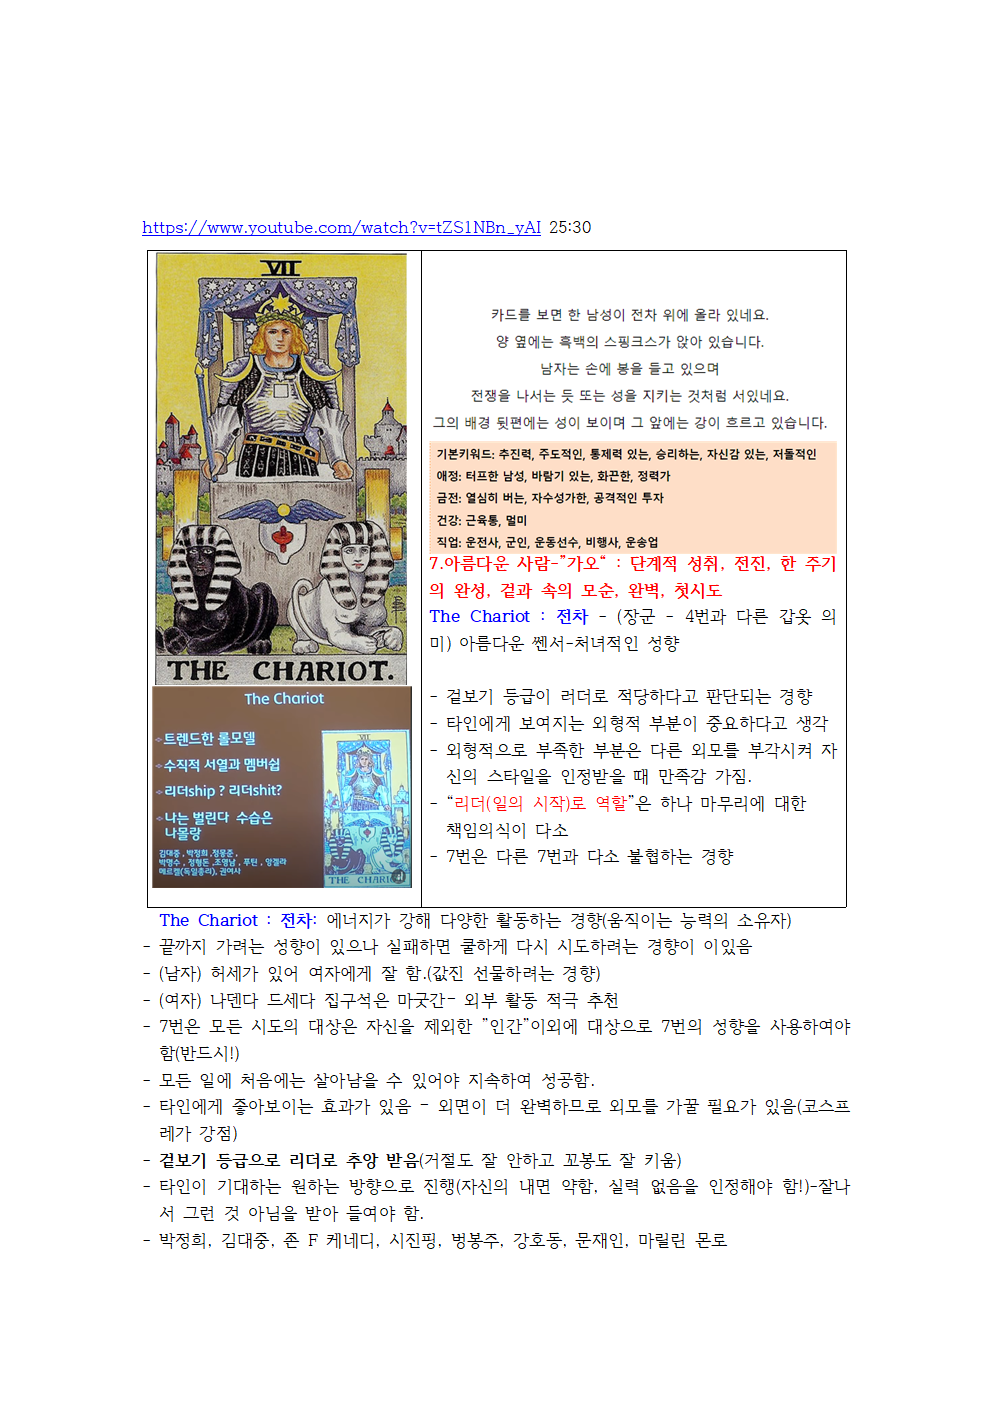 https://www.youtube.com/watch?v=tZS1NBn_yAI 25:30
VII
THE CHARIOT.
The Chariot
트렌드한 롤모델
수직적 서열과 멤버쉽
리더ship ? 리더shit?
나는 벌린다 수습은
나몰랑
김대중 , 박정희 ,정몽준 ,
박명수 , 정형돈 ,조영남 , 푸틴 , 앙겔라
메르켈(독일총리), 권여사
VII
THE CHARI
카드를 보면 한 남성이 전차 위에 올라 있네요.
양 옆에는 흑백의 스핑크스가 앉아 있습니다.
남자는 손에 봉을 들고 있으며
전쟁을 나서는 듯 또는 성을 지키는 것처럼 서있네요.
그의 배경 뒷편에는 성이 보이며 그 앞에는 강이 흐르고 있습니다.
기본키워드: 추진력, 주도적인, 통제력 있는, 승리하는, 자신감 있는, 저돌적인
애정: 터프한 남성, 바람기 있는, 화끈한, 정력가
금전: 열심히 버는, 자수성가한, 공격적인 투자
건강: 근육통, 멀미
직업: 운전사, 군인, 운동선수, 비행사, 운송업
7.아름다운 사람-”가오“ : 단계적 성취, 전진, 한 주기
의 완성, 겉과 속의 모순, 완벽, 첫시도
The Chariot : 전차 - (장군 - 4번과 다른 갑옷 의
미) 아름다운 쎈서-처녀적인 성향
- 겉보기 등급이 러더로 적당하다고 판단되는 경향
- 타인에게 보여지는 외형적 부분이 중요하다고 생각
- 외형적으로 부족한 부분은 다른 외모를 부각시켜 자
신의 스타일을 인정받을 때 만족감 가짐.
- “리더(일의 시작)로 역할”은 하나 마무리에 대한
책임의식이 다소
- 7번은 다른 7번과 다소 불협하는 경향
The Chariot : 전차: 에너지가 강해 다양한 활동하는 경향(움직이는 능력의 소유자)
- 끝까지 가려는 성향이 있으나 실패하면 쿨하게 다시 시도하려는 경향이 이있음
- (남자) 허세가 있어 여자에게 잘 함.(값진 선물하려는 경향)
- (여자) 나덴다 드세다 집구석은 마굿간- 외부 활동 적극 추천
- 7번은 모든 시도의 대상은 자신을 제외한 ”인간”이외에 대상으로 7번의 성향을 사용하여야
함(반드시!)
- 모든 일에 처음에는 살아남을 수 있어야 지속하여 성공함.
- 타인에게 좋아보이는 효과가 있음 - 외면이 더 완벽하므로 외모를 가꿀 필요가 있음(코스프
레가 강점)
- 겉보기 등급으로 리더로 추앙 받음(거절도 잘 안하고 꼬봉도 잘 키움)
- 타인이 기대하는 원하는 방향으로 진행(자신의 내면 약함, 실력 없음을 인정해야 함!)-잘나
서 그런 것 아님을 받아 들여야 함.
- 박정희, 김대중, 존 F 케네디, 시진핑, 벙봉주, 강호동, 문재인, 마릴린 몬로